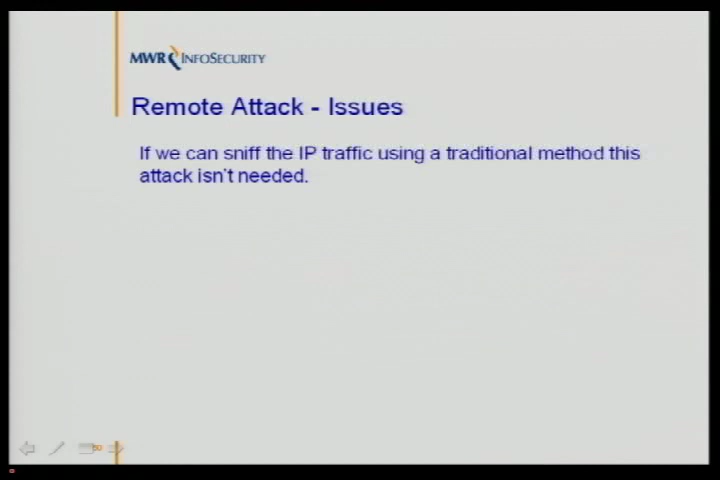 MWR INFOSECURITY
Remote Attack - Issues
If we can sniff the IP traffic using a traditional method this
attack isn't needed.
50